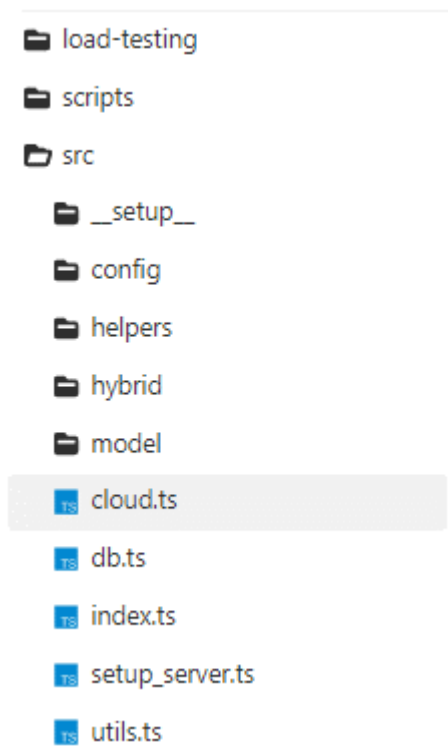 load-testing
scripts
src
__setup__
config
helpers
hybrid
model
TS cloud.ts
TS db.ts
TS index.ts
TS setup_server.ts
TS utils.ts